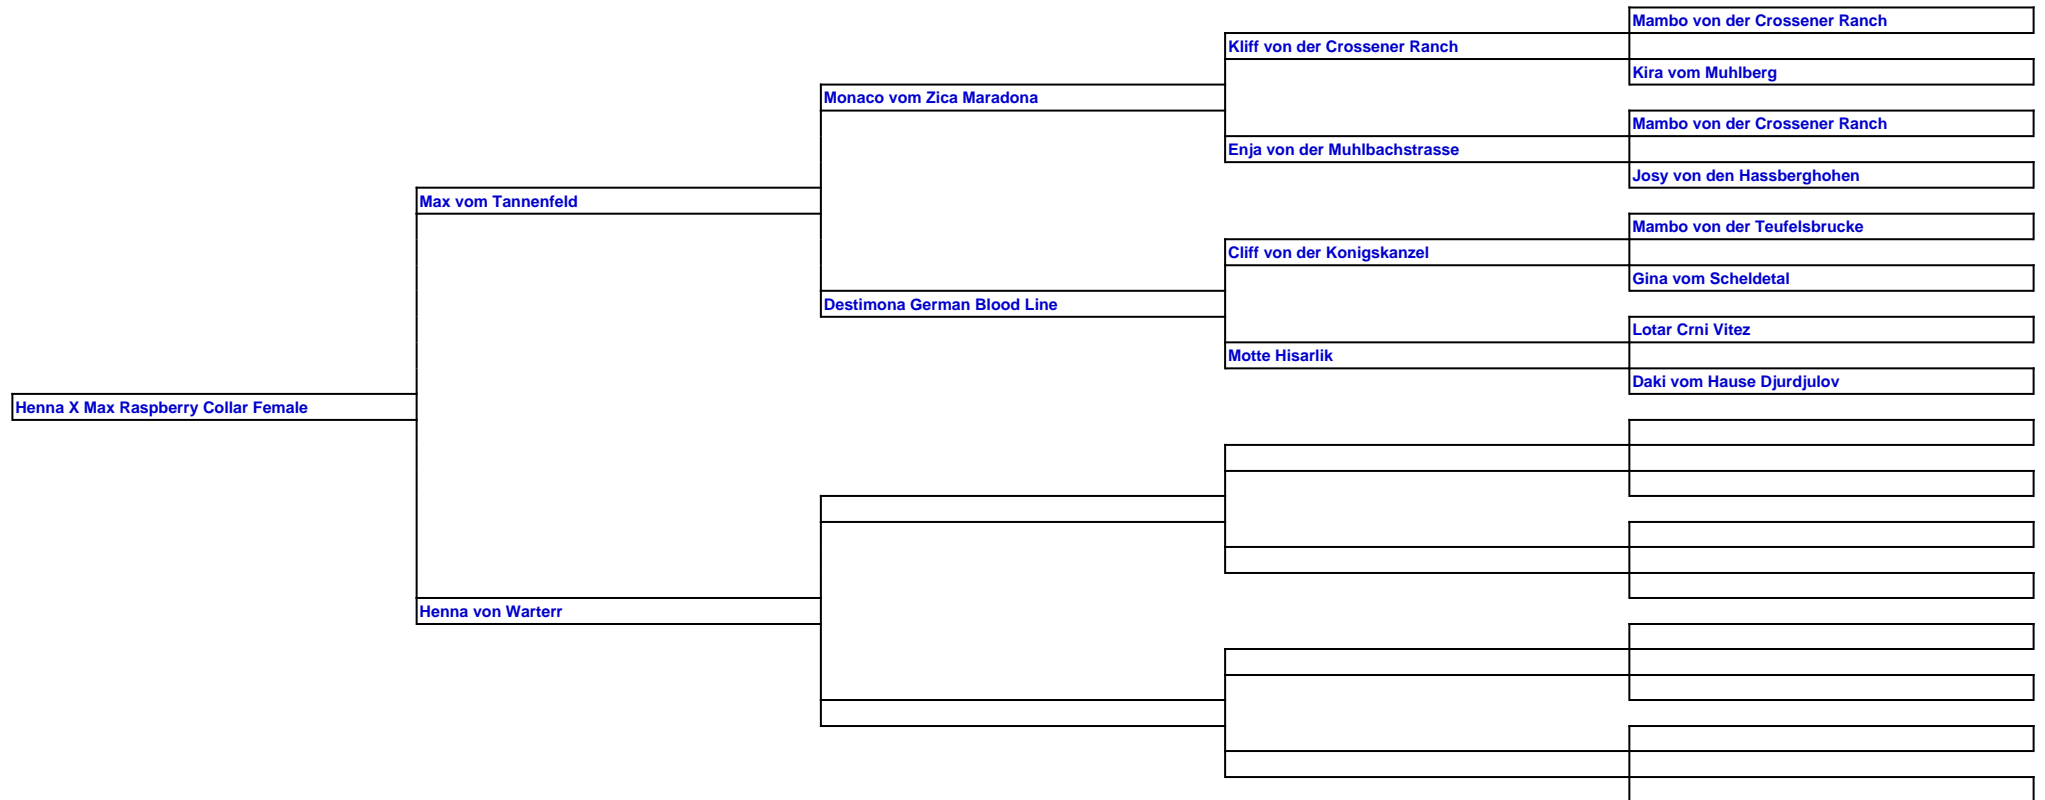 Mambo von der Crossener Ranch
Kliff von der Crossener Ranch
Kira vom Muhlberg
Monaco vom Zica Maradona
Mambo von der Crossener Ranch
Enja von der Muhlbachstrasse
Josy von den Hassberghohen
Max vom Tannenfeld
Mambo von der Teufelsbrucke
Cliff von der Konigskanzel
Gina vom Scheldetal
Destimona German Blood Line
Lotar Crni Vitez
Motte Hisarlik
Daki vom Hause Djurdjulov
Henna X Max Raspberry Collar Female
Henna von Warterr